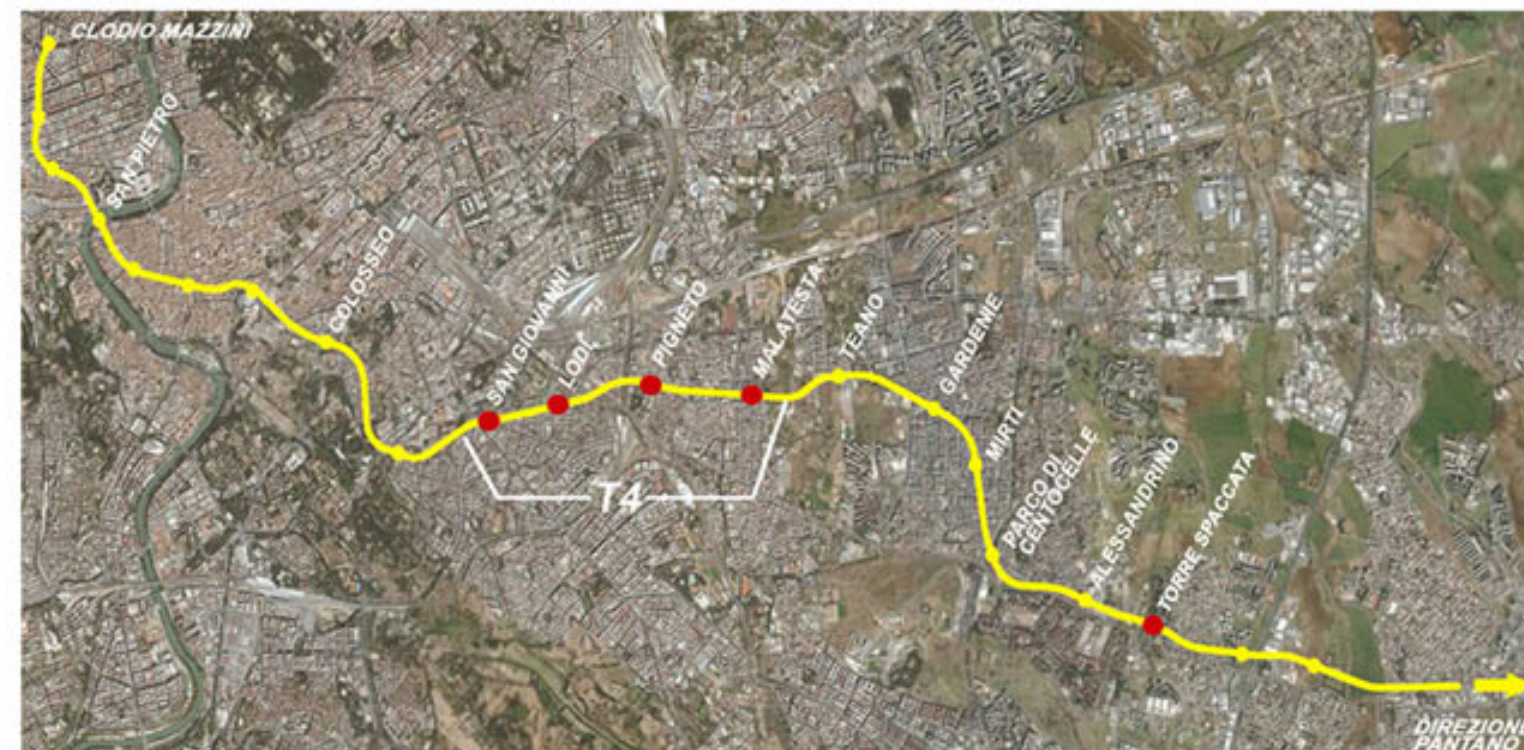 CLODIO MAZZINI
SAN PIETRO
COLOSSEO
SAN GIOVANNI
LODI
PIGNETO
MALATESTA
TEANO
GARDENIE
MIRTI
PARCO DI
CENTOCELLE
ALESSANDRINO
TORRE SPACCATA
T4
DIREZIONE
PANTANO